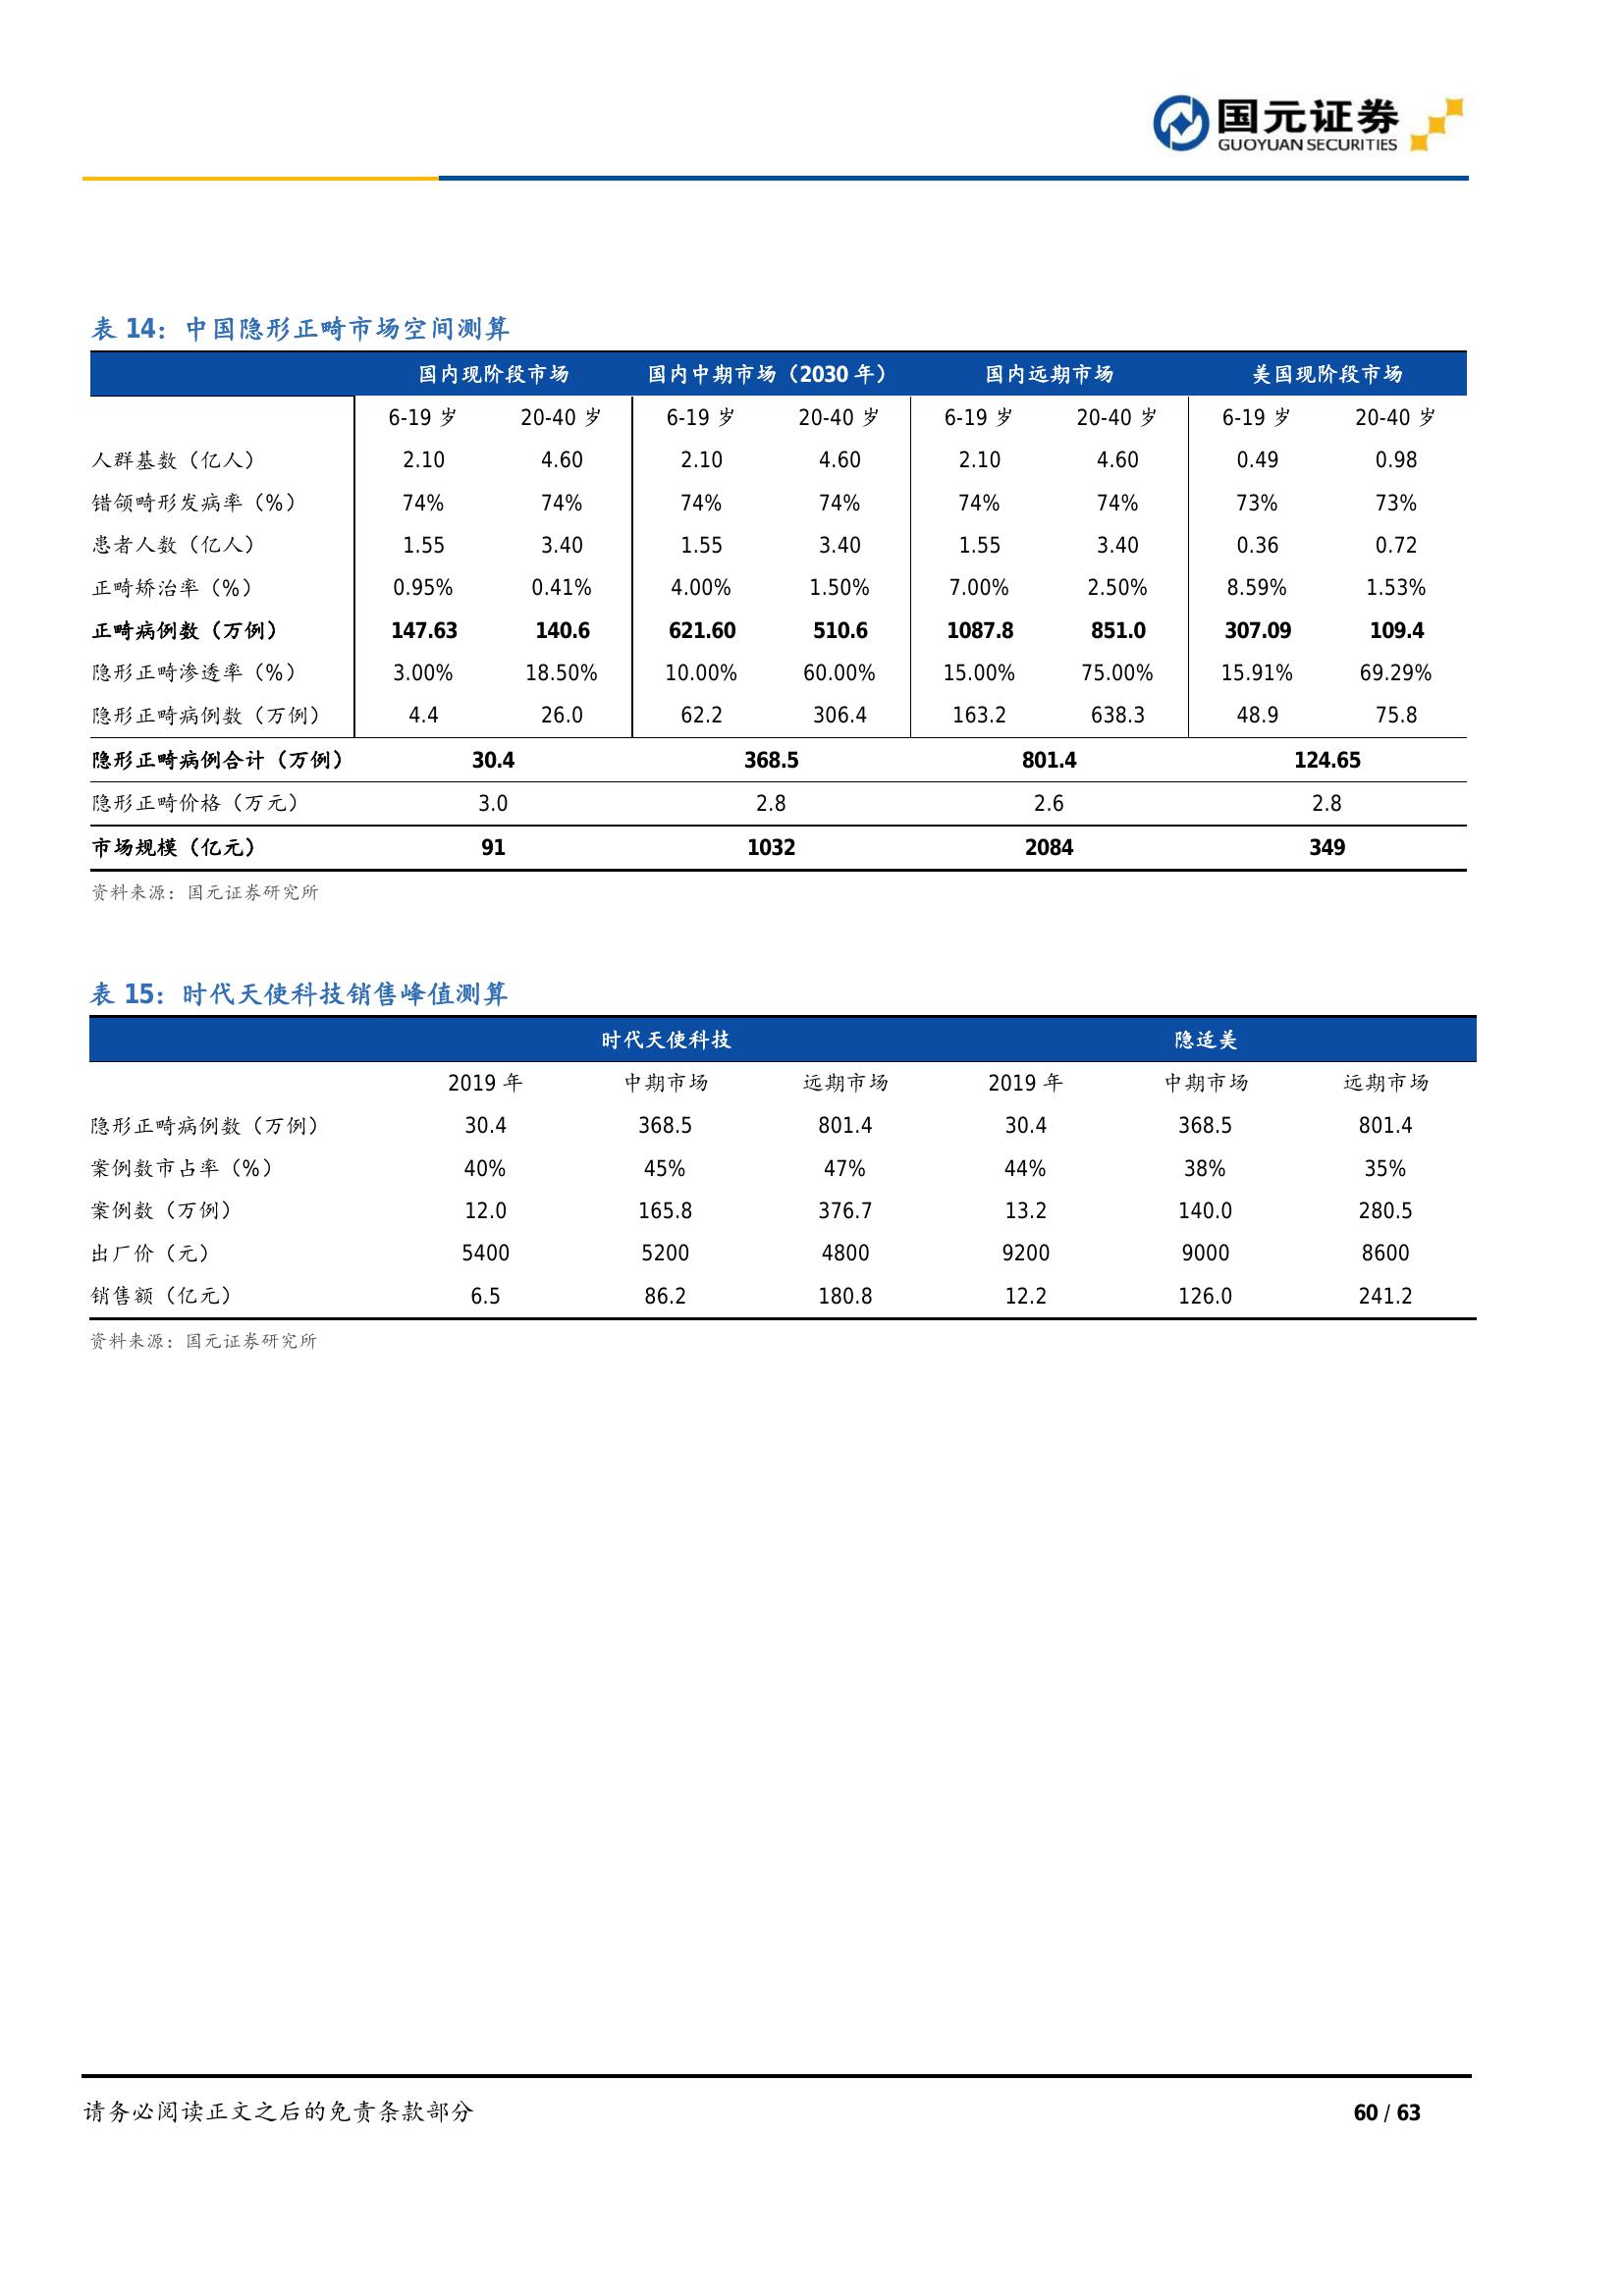 国元证券
GUOYUAN SECURITIES
表 14：中国隐形正畸市场空间测算
国内现阶段市场 国内中期市场（2030 年） 国内远期市场 美国现阶段市场
6-19 岁 20-40 岁 6-19 岁 20-40 岁 6-19 岁 20-40 岁 6-19 岁 20-40 岁
人群基数（亿人） 2.10 4.60 2.10 4.60 2.10 4.60 0.49 0.98
错颌畸形发病率（%） 74% 74% 74% 74% 74% 74% 73% 73%
患者人数（亿人） 1.55 3.40 1.55 3.40 1.55 3.40 0.36 0.72
正畸矫治率（%） 0.95% 0.41% 4.00% 1.50% 7.00% 2.50% 8.59% 1.53%
正畸病例数（万例） 147.63 140.6 621.60 510.6 1087.8 851.0 307.09 109.4
隐形正畸渗透率（%） 3.00% 18.50% 10.00% 60.00% 15.00% 75.00% 15.91% 69.29%
隐形正畸病例数（万例） 4.4 26.0 62.2 306.4 163.2 638.3 48.9 75.8
隐形正畸病例合计（万例） 30.4 368.5 801.4 124.65
隐形正畸价格（万元） 3.0 2.8 2.6 2.8
市场规模（亿元） 91 1032 2084 349
资料来源：国元证券研究所
表 15：时代天使科技销售峰值测算
时代天使科技 隐适美
2019 年 中期市场 远期市场 2019 年 中期市场 远期市场
隐形正畸病例数（万例） 30.4 368.5 801.4 30.4 368.5 801.4
案例数市占率（%） 40% 45% 47% 44% 38% 35%
案例数（万例） 12.0 165.8 376.7 13.2 140.0 280.5
出厂价（元） 5400 5200 4800 9200 9000 8600
销售额（亿元） 6.5 86.2 180.8 12.2 126.0 241.2
资料来源：国元证券研究所
请务必阅读正文之后的免责条款部分 60 / 63